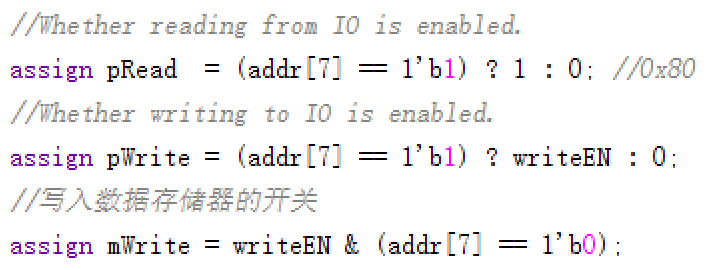 //Whether reading from IO is enabled.
assign pRead  = (addr[7] == 1'b1) ? 1 : 0; //0x80
//Whether writing to IO is enabled.
assign pWrite = (addr[7] == 1'b1) ? writeEN : 0;
//写入数据存储器的开关
assign mWrite = writeEN & (addr[7] == 1'b0);